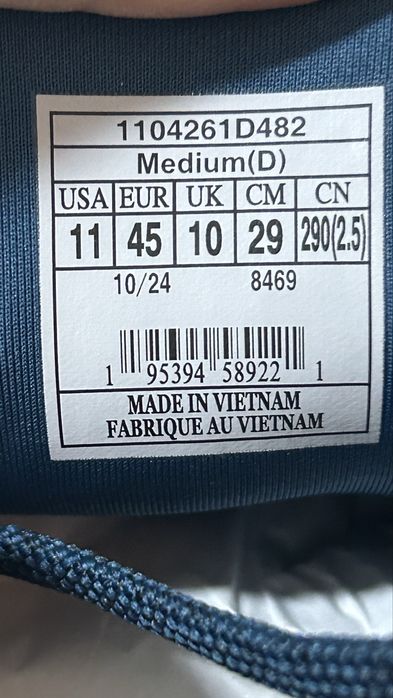 1104261D482
Medium(D)
USA EUR UK CM CN
11 45 10 29 290(2.5)
10/24 8469
1 95394 58922 1
MADE IN VIETNAM
FABRIQUE AU VIETNAM